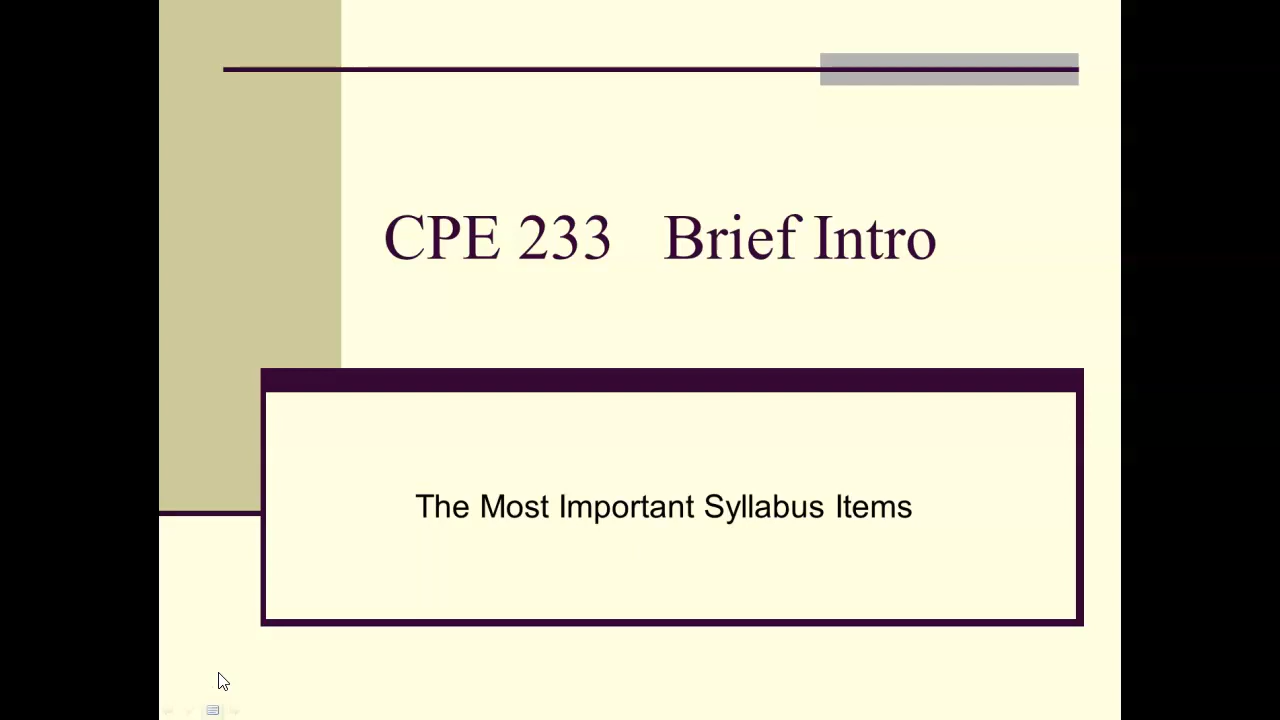 CPE 233 Brief Intro
The Most Important Syllabus Items